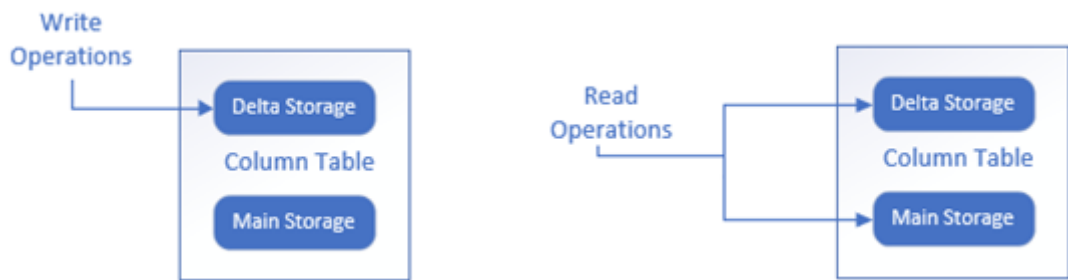 Write
Operations
Delta Storage
Column Table
Main Storage
Read
Operations
Delta Storage
Column Table
Main Storage